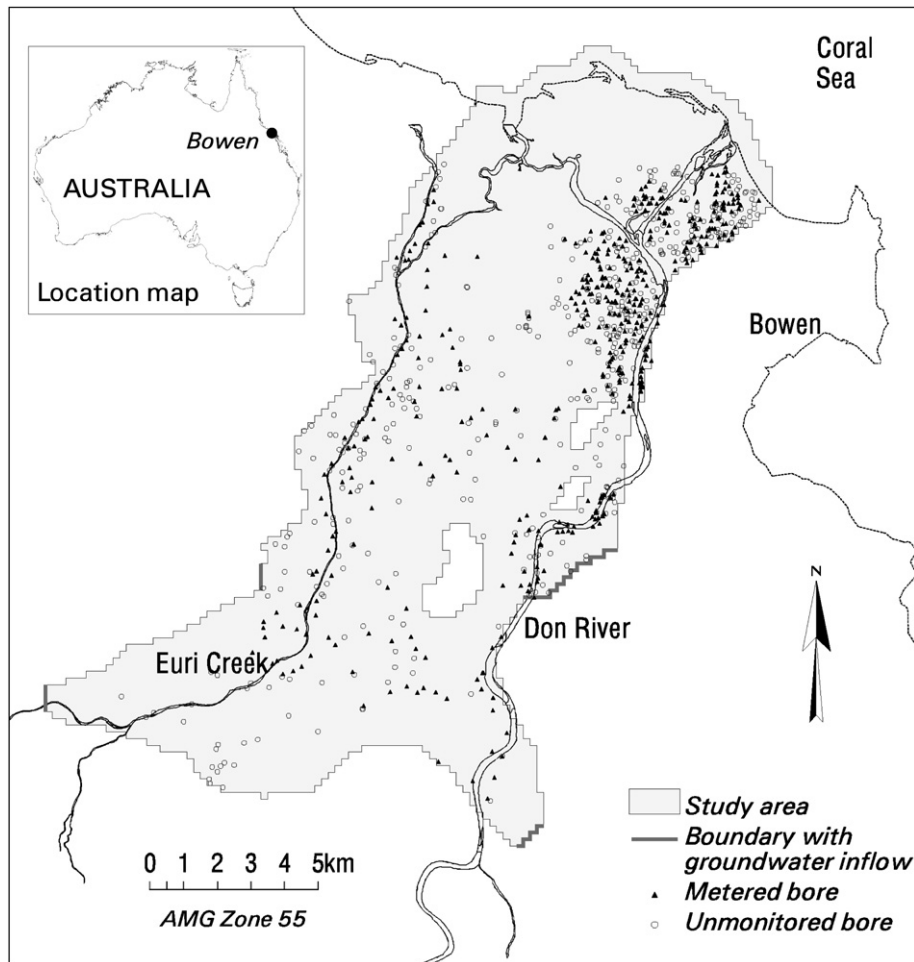 Coral
Sea
Bowen
AUSTRALIA
Location map
Bowen
Don River
Euri Creek
N
0 1 2 3 4 5km
AMG Zone 55
Study area
Boundary with
groundwater inflow
Metered bore
Unmonitored bore